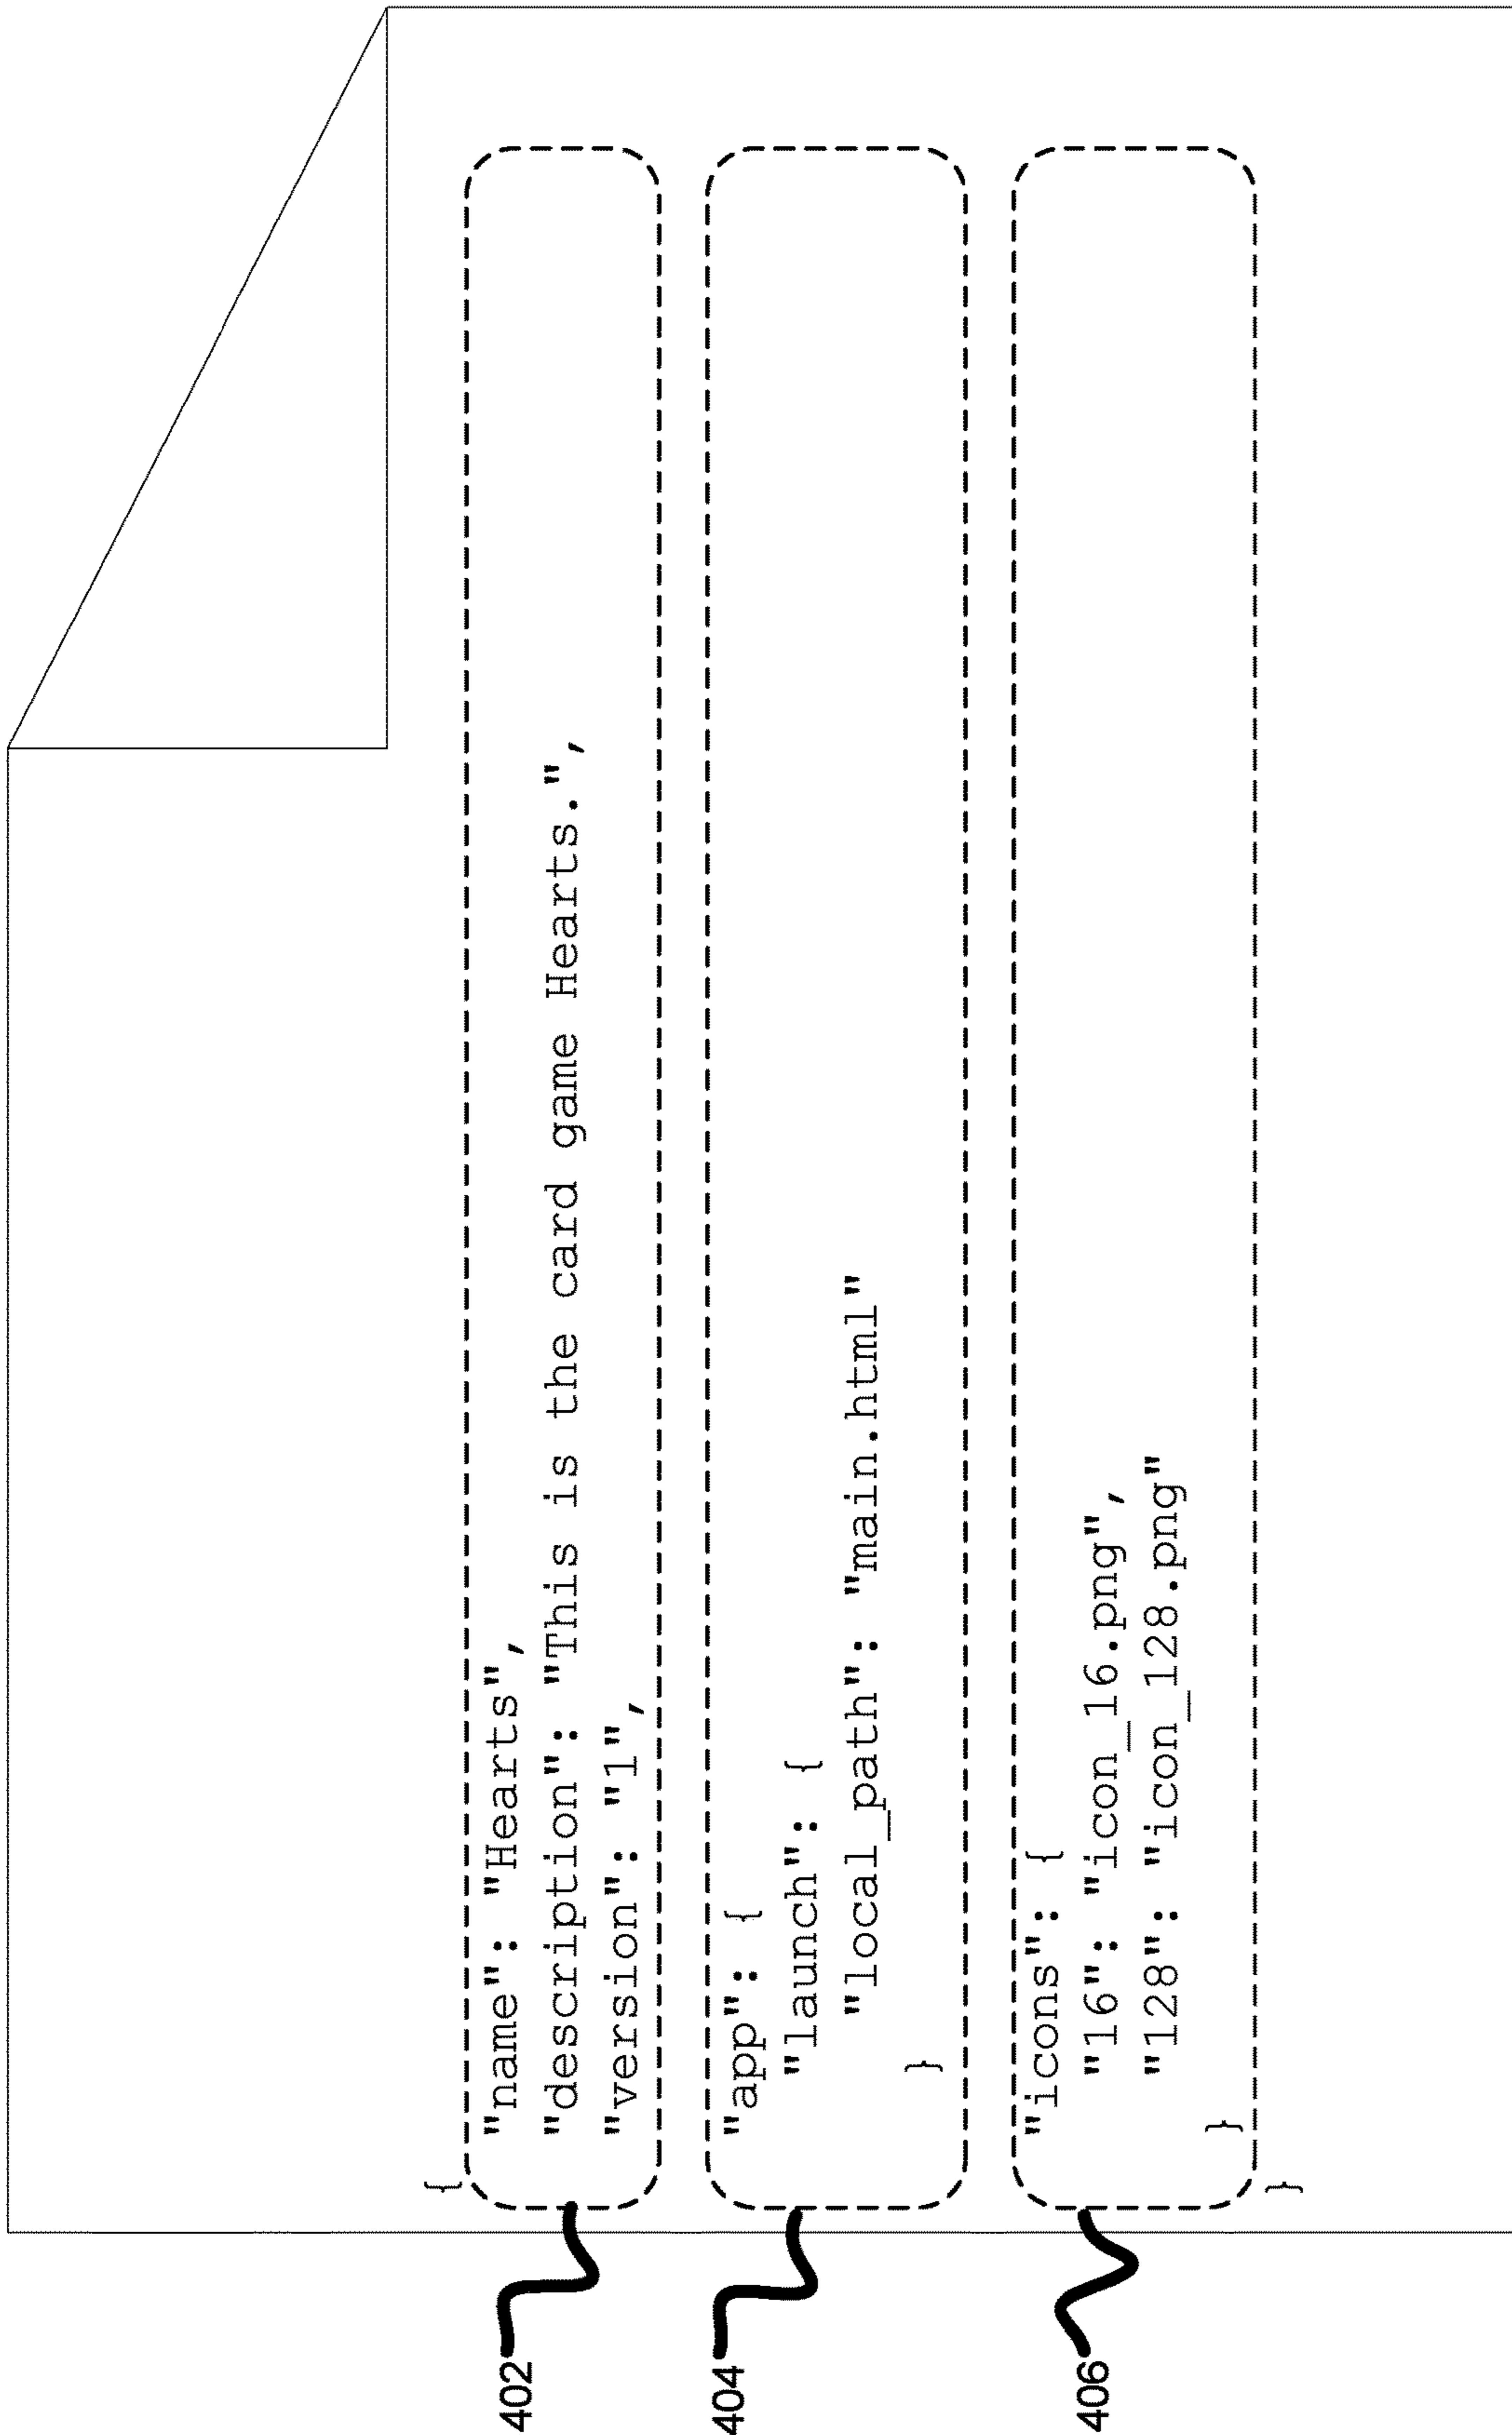 {
402
"name": "Hearts",
"description": "This is the card game Hearts.",
"version": "1",
404
"app": {
"launch": {
"local_path": "main.html"
}
406
"icons": {
"16": "icon_16.png",
"128": "icon_128.png"
}
}